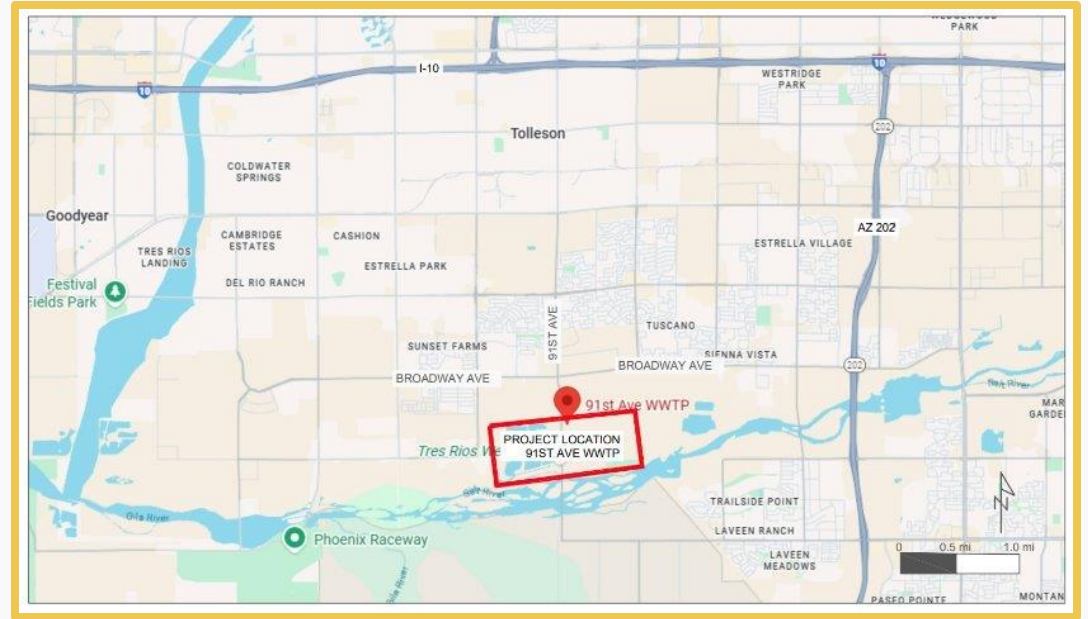 WEDGEWOOD
PARK
I-10
10
10
WESTRIDGE
PARK
Tolleson
202
COLDWATER
SPRINGS
Goodyear
AZ 202
CAMBRIDGE
ESTATES
CASHION
ESTRELLA VILLAGE
TRES RIOS
LANDING
ESTRELLA PARK
Festival
Fields Park
DEL RIO RANCH
91ST AVE
TUSCANO
SUNSET FARMS
SIENNA VISTA
BROADWAY AVE
BROADWAY AVE
202
Salt River
91st Ave WWTP
MAR
GARDE
PROJECT LOCATION
91ST AVE WWTP
Tres Rios We
Salt River
TRAILSIDE POINT
N
Gila River
LAVEEN RANCH
Phoenix Raceway
0 0.5 mi 1.0 mi
LAVEEN
MEADOWS
River
PASEO POINTE
MONTAN